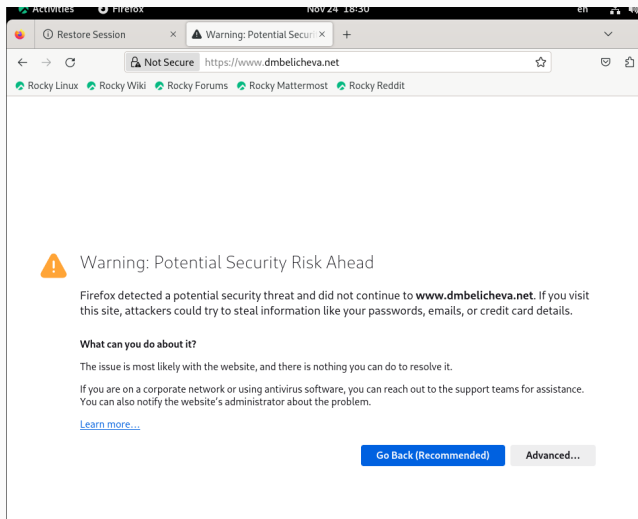 Activities Firefox Nov 24 18:30 en
Restore Session × Warning: Potential Securi × +
Not Secure https://www.dmbelicheva.net
Rocky Linux Rocky Wiki Rocky Forums Rocky Mattermost Rocky Reddit
Warning: Potential Security Risk Ahead
Firefox detected a potential security threat and did not continue to www.dmbelicheva.net. If you visit
this site, attackers could try to steal information like your passwords, emails, or credit card details.
What can you do about it?
The issue is most likely with the website, and there is nothing you can do to resolve it.
If you are on a corporate network or using antivirus software, you can reach out to the support teams for assistance.
You can also notify the website's administrator about the problem.
Learn more…
Go Back (Recommended) Advanced…